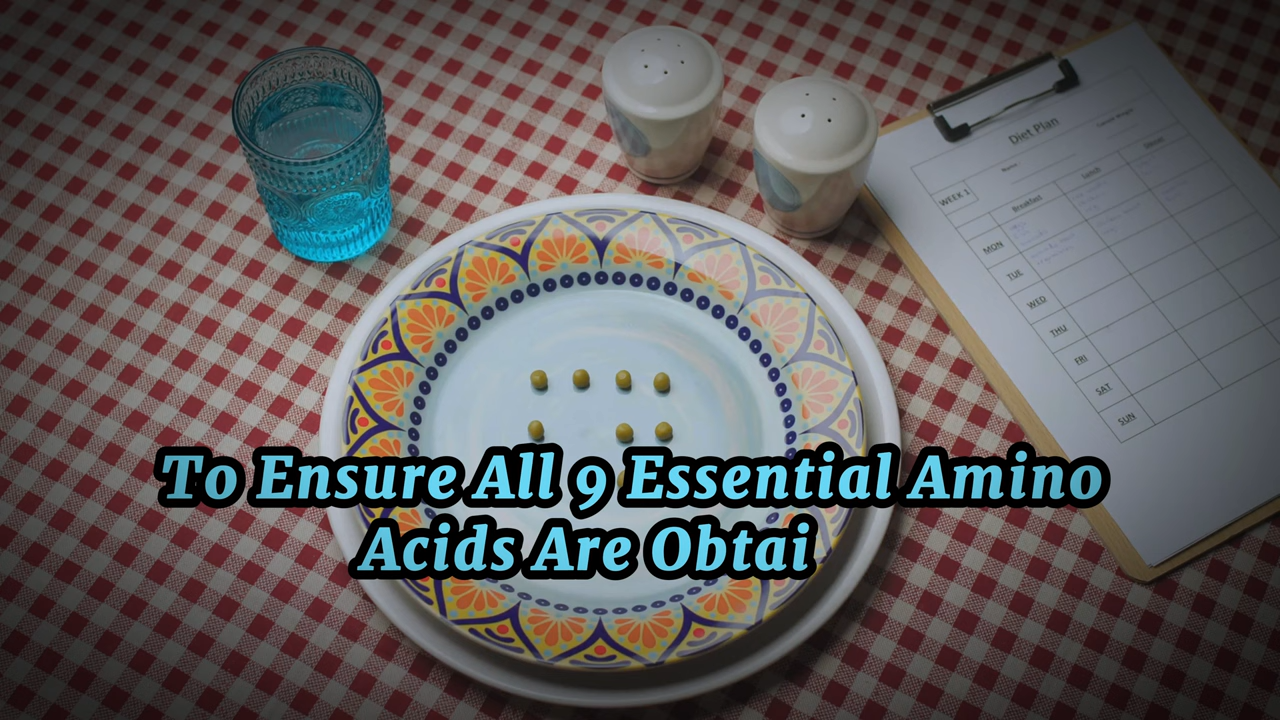 Diet Plan
WEEK 1
Breakfast
Lunch
Dinner
MON
TUE
WED
THU
FRI
SAT
SUN
To Ensure All 9 Essential Amino
Acids Are Obtai